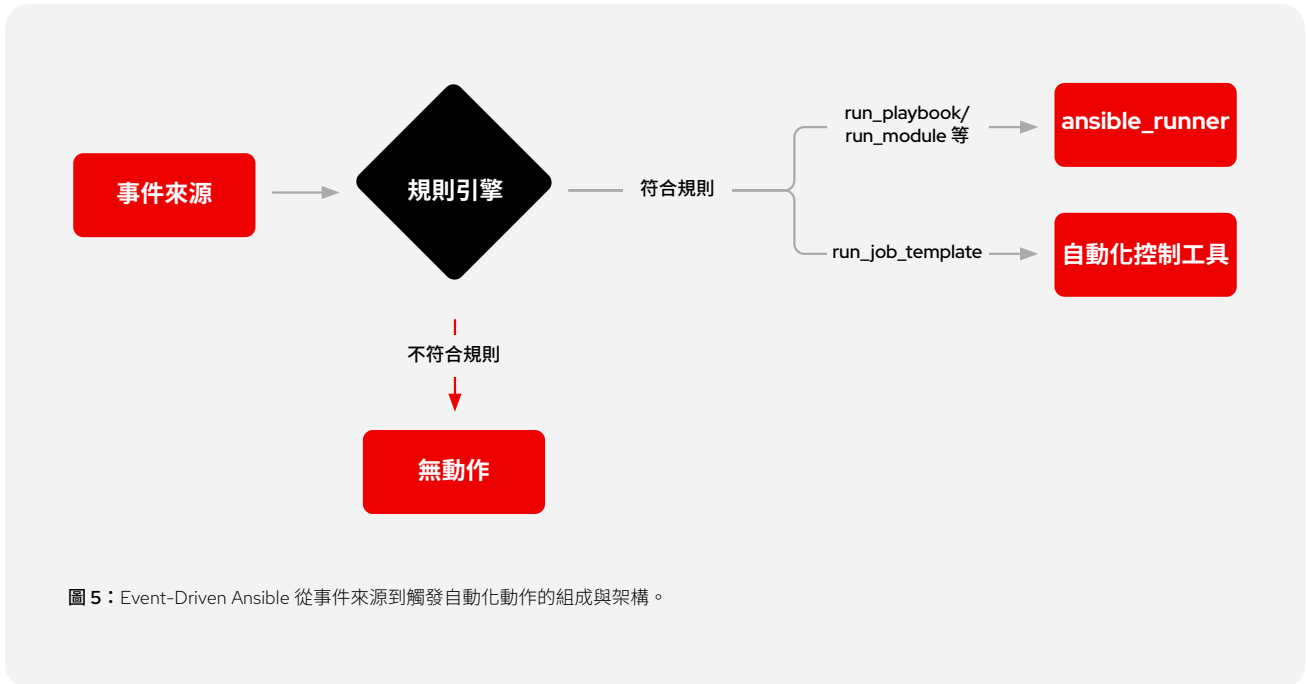 事件來源
規則引擎
符合規則
run_playbook/
run_module 等
ansible_runner
run_job_template
自動化控制工具
不符合規則
無動作
圖 5：Event-Driven Ansible 從事件來源到觸發自動化動作的組成與架構。